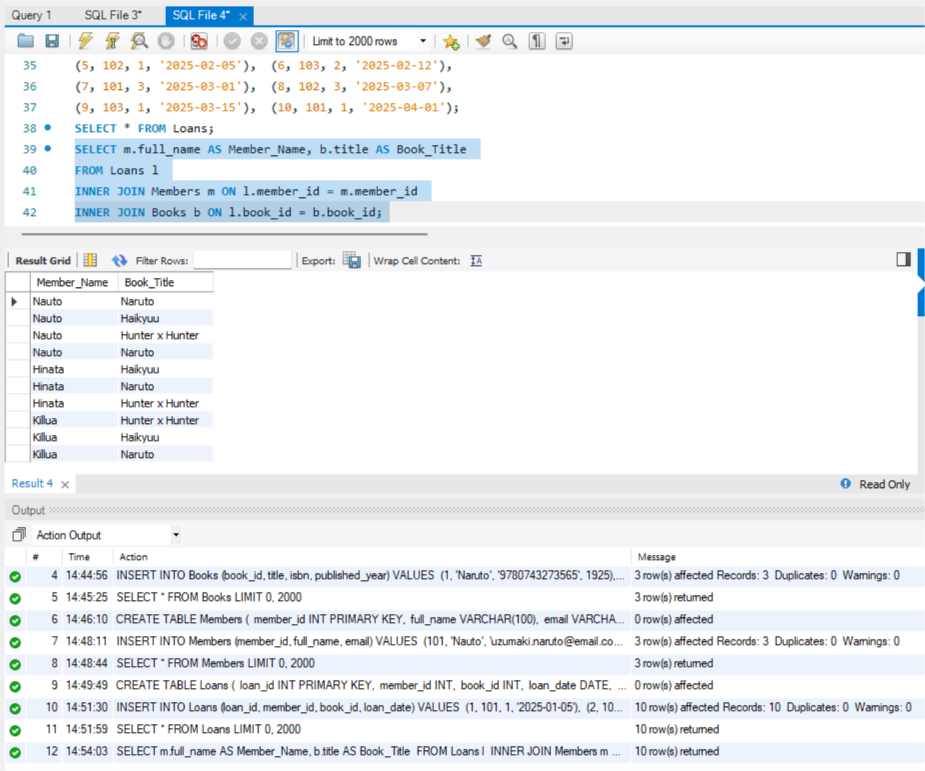 Query 1 SQL File 3* SQL File 4*
Limit to 2000 rows
35 (5, 102, 1, '2025-02-05'), (6, 103, 2, '2025-02-12'),
36 (7, 101, 3, '2025-03-01'), (8, 102, 3, '2025-03-07'),
37 (9, 103, 1, '2025-03-15'), (10, 101, 1, '2025-04-01');
38 SELECT * FROM Loans;
39 SELECT m.full_name AS Member_Name, b.title AS Book_Title
40 FROM Loans l
41 INNER JOIN Members m ON l.member_id = m.member_id
42 INNER JOIN Books b ON l.book_id = b.book_id;
Result Grid Filter Rows: Export: Wrap Cell Content:
Member_Name Book_Title
Nauto Naruto
Nauto Haikyuu
Nauto Hunter x Hunter
Nauto Naruto
Hinata Haikyuu
Hinata Naruto
Hinata Hunter x Hunter
Killua Hunter x Hunter
Killua Haikyuu
Killua Naruto
Result 4 Read Only
Output
Action Output
# Time Action Message
4 14:44:56 INSERT INTO Books (book_id, title, isbn, published_year) VALUES (1, 'Naruto', '9780743273565', 1925),... 3 row(s) affected Records: 3 Duplicates: 0 Warnings: 0
5 14:45:25 SELECT * FROM Books LIMIT 0, 2000 3 row(s) returned
6 14:46:10 CREATE TABLE Members ( member_id INT PRIMARY KEY, full_name VARCHAR(100), email VARCHA... 0 row(s) affected
7 14:48:11 INSERT INTO Members (member_id, full_name, email) VALUES (101, 'Nauto', 'uzumaki.naruto@email.co... 3 row(s) affected Records: 3 Duplicates: 0 Warnings: 0
8 14:48:44 SELECT * FROM Members LIMIT 0, 2000 3 row(s) returned
9 14:49:49 CREATE TABLE Loans ( loan_id INT PRIMARY KEY, member_id INT, book_id INT, loan_date DATE, ... 0 row(s) affected
10 14:51:30 INSERT INTO Loans (loan_id, member_id, book_id, loan_date) VALUES (1, 101, 1, '2025-01-05'), (2, 10... 10 row(s) affected Records: 10 Duplicates: 0 Warnings: 0
11 14:51:59 SELECT * FROM Loans LIMIT 0, 2000 10 row(s) returned
12 14:54:03 SELECT m.full_name AS Member_Name, b.title AS Book_Title FROM Loans l INNER JOIN Members m ... 10 row(s) returned